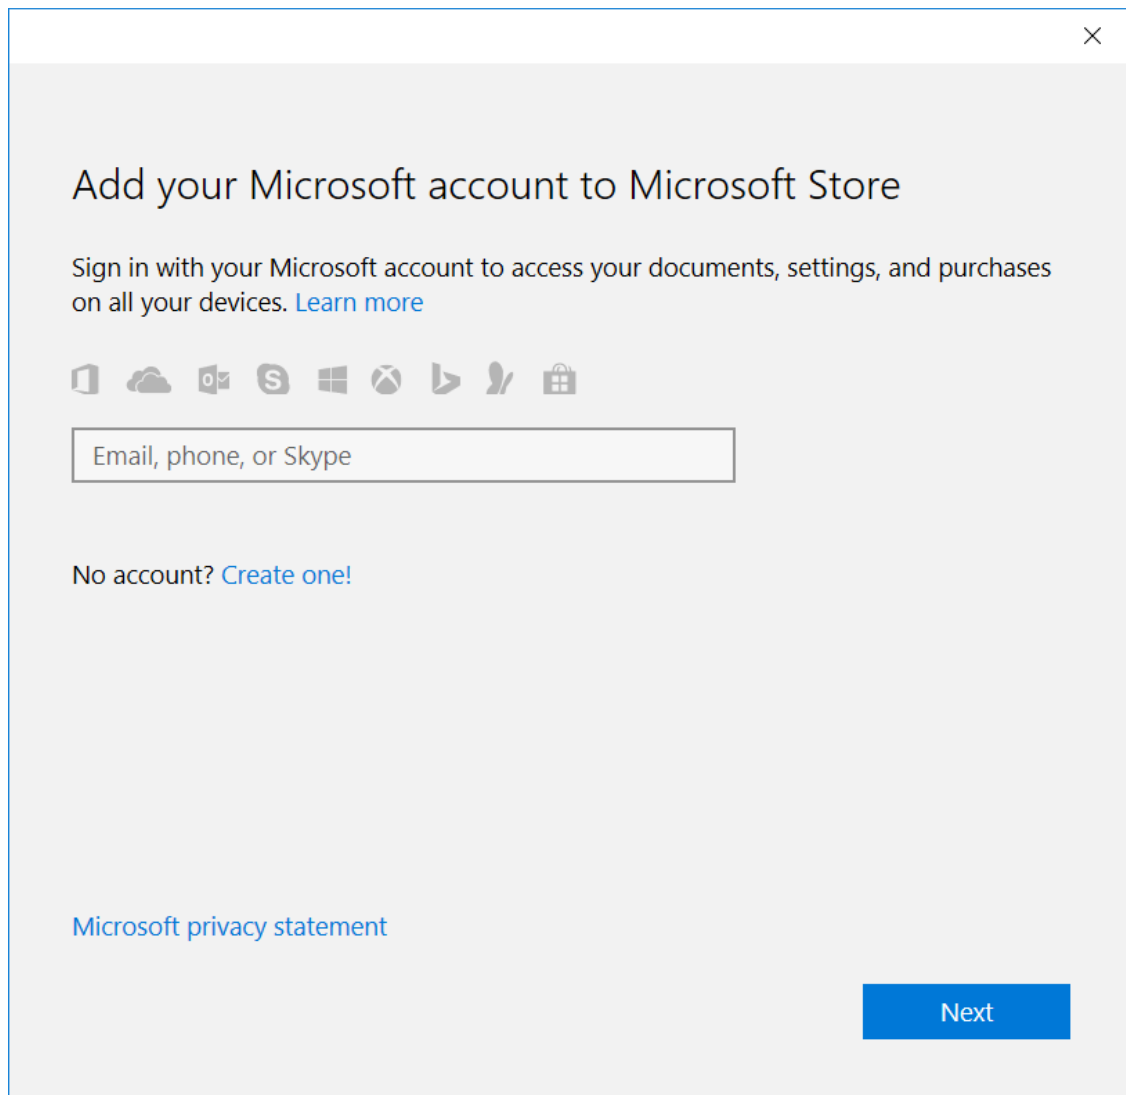 Add your Microsoft account to Microsoft Store
Sign in with your Microsoft account to access your documents, settings, and purchases
on all your devices. Learn more
Email, phone, or Skype
No account? Create one!
Microsoft privacy statement
Next